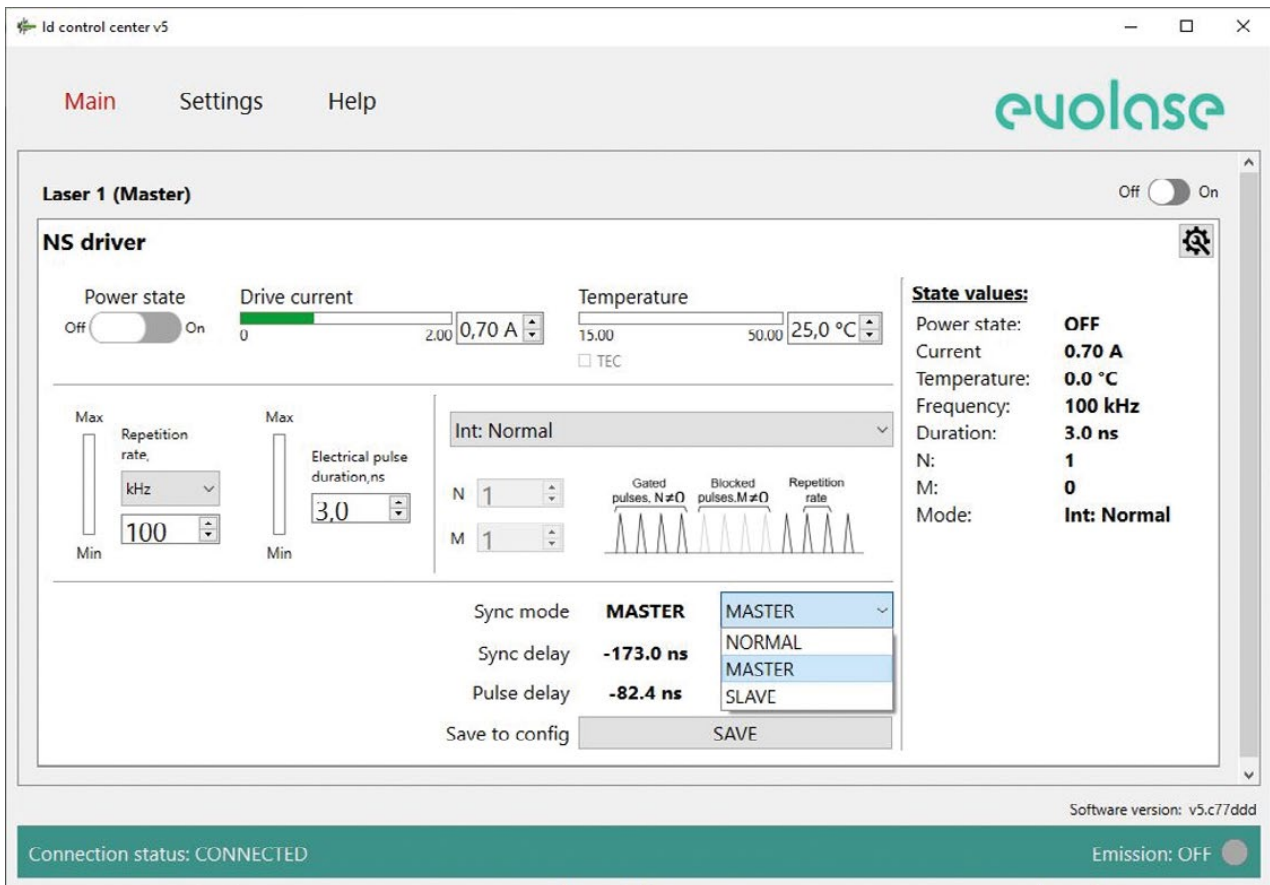 ld control center v5
Main Settings Help
evolase
Laser 1 (Master)
Off On
NS driver
Power state
Off On
Drive current
0 2.00 0,70 A
Temperature
15.00 50.00 25,0 °C
TEC
State values:
Power state: OFF
Current 0.70 A
Temperature: 0.0 °C
Frequency: 100 kHz
Duration: 3.0 ns
N: 1
M: 0
Mode: Int: Normal
Max
Min
Repetition
rate,
kHz
100
Max
Min
Electrical pulse
duration,ns
3,0
Int: Normal
N 1
M 1
Gated
pulses. N≠0
Blocked
pulses.M≠0
Repetition
rate
Sync mode MASTER MASTER
NORMAL
MASTER
SLAVE
Sync delay -173.0 ns
Pulse delay -82.4 ns
Save to config SAVE
Software version: v5.c77ddd
Connection status: CONNECTED
Emission: OFF